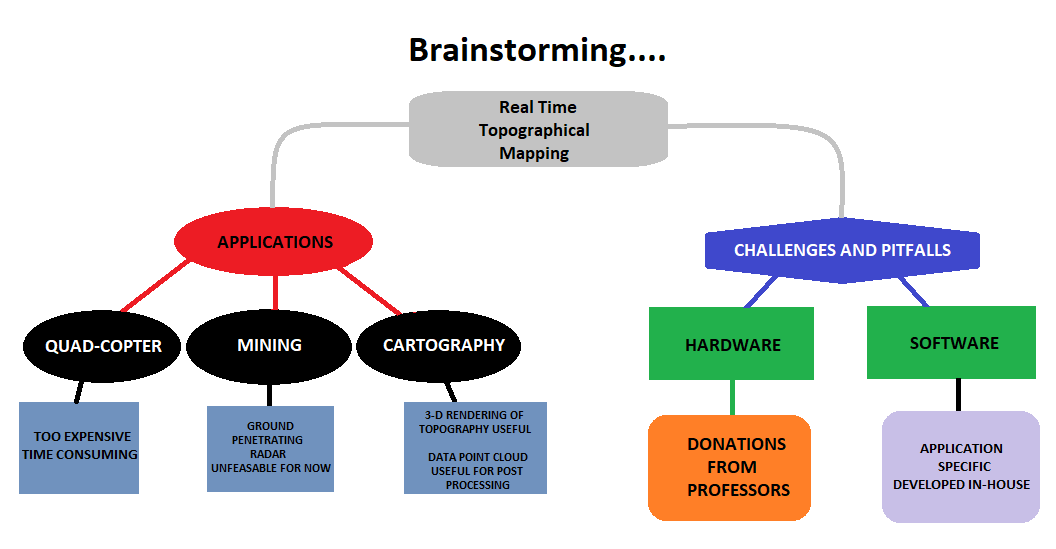 Brainstorming....
Real Time
Topographical
Mapping
APPLICATIONS
CHALLENGES AND PITFALLS
QUAD-COPTER
MINING
CARTOGRAPHY
HARDWARE
SOFTWARE
TOO EXPENSIVE
TIME CONSUMING
GROUND
PENETRATING
RADAR
UNFEASABLE FOR NOW
3-D RENDERING OF
TOPOGRAPHY USEFUL
DATA POINT CLOUD
USEFUL FOR POST
PROCESSING
DONATIONS
FROM
PROFESSORS
APPLICATION
SPECIFIC
DEVELOPED IN-HOUSE